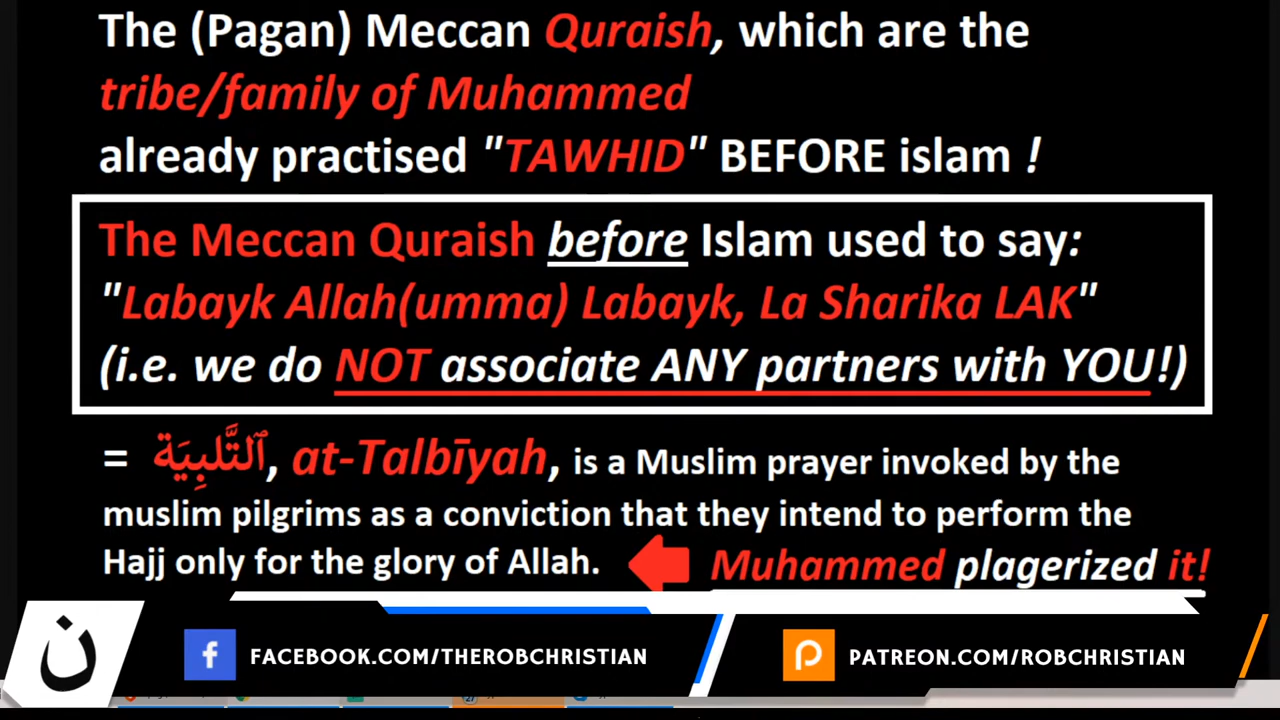 The (Pagan) Meccan Quraish, which are the
tribe/family of Muhammed
already practised "TAWHID" BEFORE islam !
The Meccan Quraish before Islam used to say:
"Labayk Allah(umma) Labayk, La Sharika LAK"
(i.e. we do NOT associate ANY partners with YOU!)
= ٱلتَّلبِيَة, at-Talbīyah, is a Muslim prayer invoked by the
muslim pilgrims as a conviction that they intend to perform the
Hajj only for the glory of Allah. Muhammed plagerized it!
ن FACEBOOK.COM/THEROBCHRISTIAN PATREON.COM/ROBCHRISTIAN